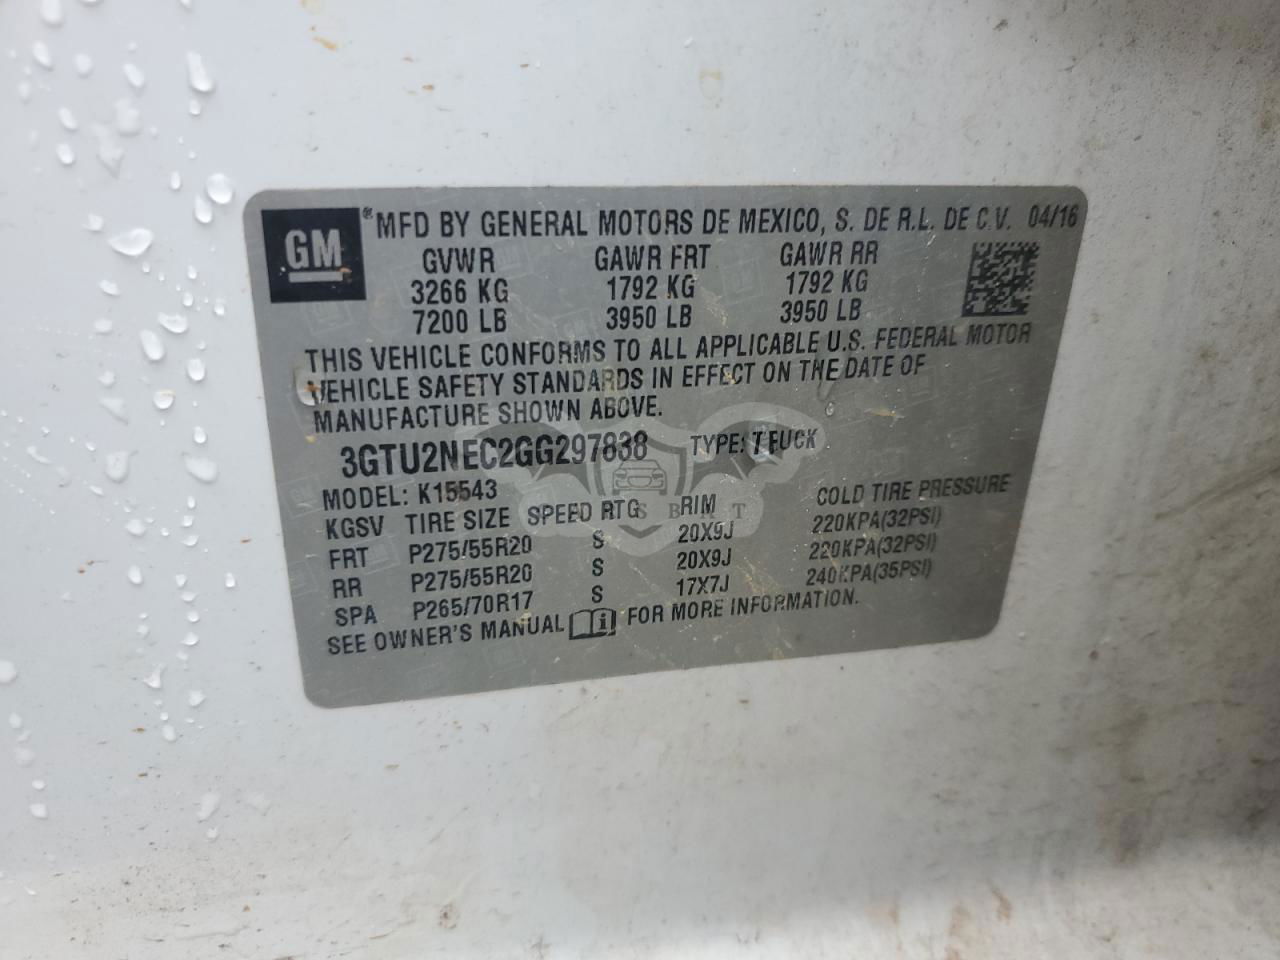 GM
® MFD BY GENERAL MOTORS DE MEXICO, S. DE R.L. DE C.V. 04/16
GVWR GAWR FRT GAWR RR
3266 KG 1792 KG 1792 KG
7200 LB 3950 LB 3950 LB
THIS VEHICLE CONFORMS TO ALL APPLICABLE U.S. FEDERAL MOTOR
VEHICLE SAFETY STANDARDS IN EFFECT ON THE DATE OF
MANUFACTURE SHOWN ABOVE.
3GTU2NEC2GG297838 TYPE: TRUCK
MODEL: K15543
KGSV TIRE SIZE SPEED RTG RIM COLD TIRE PRESSURE
FRT P275/55R20 S 20X9J 220KPA(32PSI)
RR P275/55R20 S 20X9J 220KPA(32PSI)
SPA P265/70R17 S 17X7J 240KPA(35PSI)
SEE OWNER'S MANUAL i FOR MORE INFORMATION.